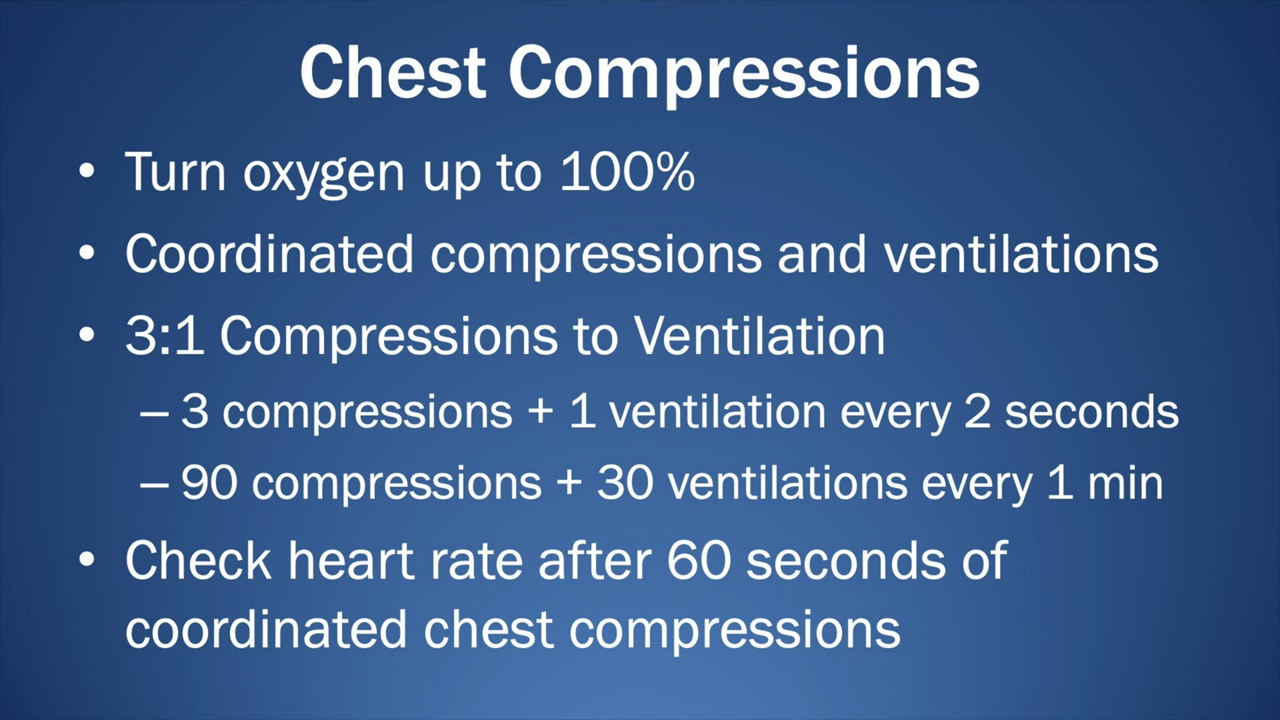 Chest Compressions
• Turn oxygen up to 100%
• Coordinated compressions and ventilations
• 3:1 Compressions to Ventilation
– 3 compressions + 1 ventilation every 2 seconds
– 90 compressions + 30 ventilations every 1 min
• Check heart rate after 60 seconds of
coordinated chest compressions